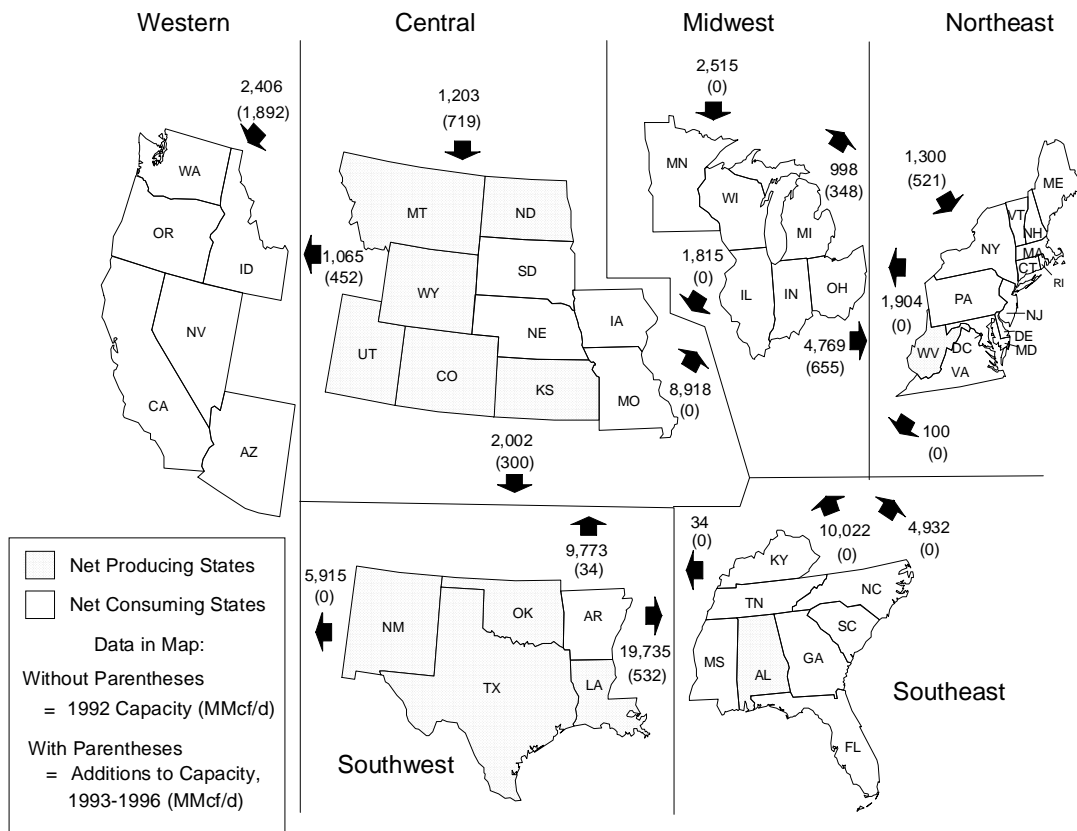 Western
Central
Midwest
Northeast
2,406
(1,892)
1,203
(719)
2,515
(0)
998
(348)
1,300
(521)
WA
OR
ID
NV
CA
AZ
1,065
(452)
MT
ND
SD
WY
NE
IA
UT
CO
KS
MO
2,002
(300)
8,918
(0)
MN
WI
MI
1,815
(0)
IL
IN
OH
4,769
(655)
ME
VT
NH
NY
MA
CT
RI
1,904
(0)
PA
NJ
DE
MD
WV
DC
VA
100
(0)
Net Producing States
Net Consuming States
Data in Map:
Without Parentheses
= 1992 Capacity (MMcf/d)
With Parentheses
= Additions to Capacity,
1993-1996 (MMcf/d)
5,915
(0)
9,773
(34)
NM
OK
AR
TX
LA
19,735
(532)
Southwest
34
(0)
10,022
(0)
4,932
(0)
KY
TN
NC
SC
MS
AL
GA
FL
Southeast